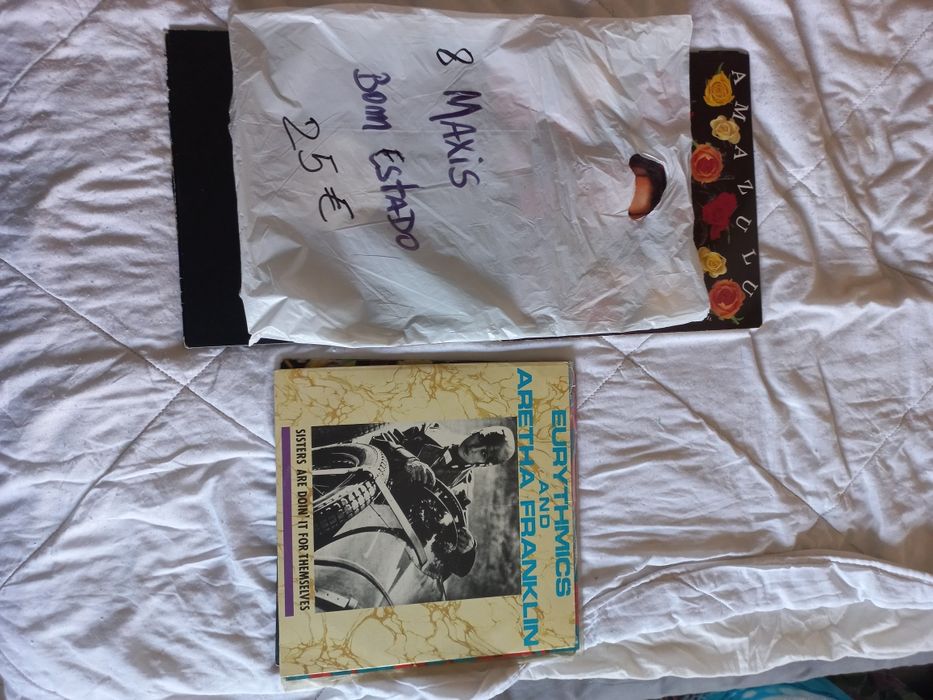 AMAZULU
8 MAXIS
BOM ESTADO
25€
EURYTHMICS
AND
ARETHA FRANKLIN
SISTERS ARE DOIN' IT FOR THEMSELVES